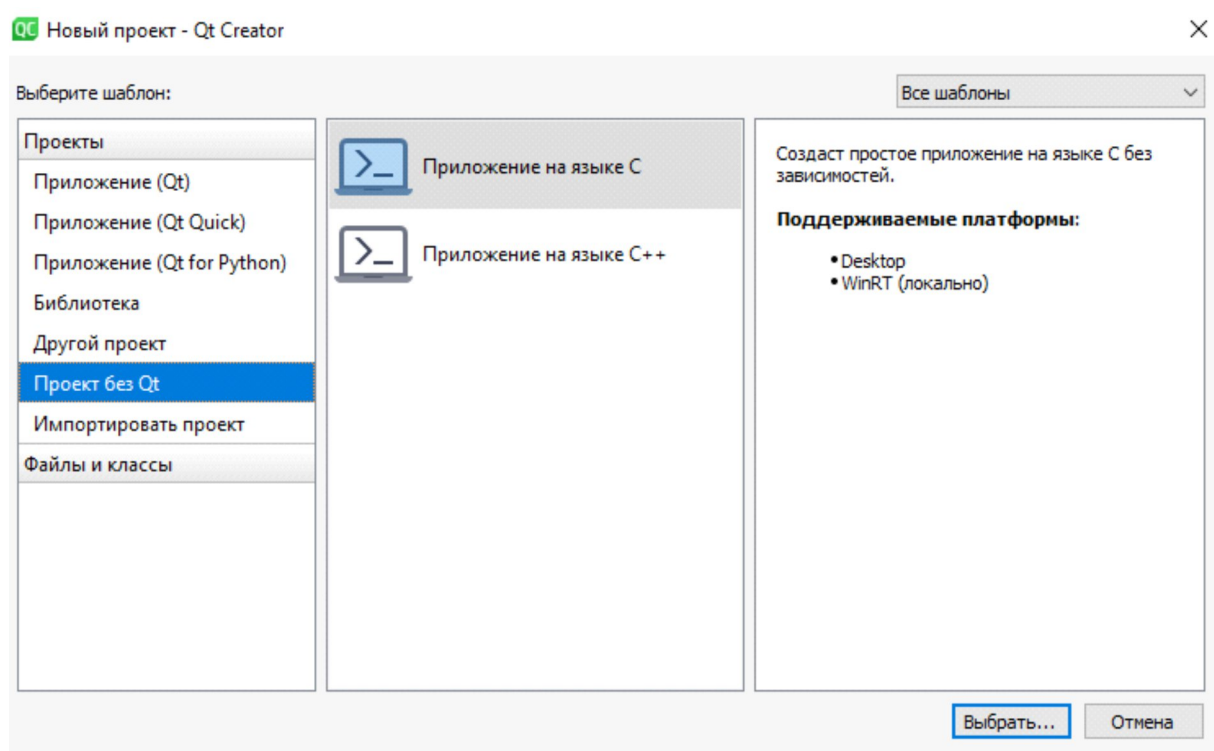 QC Новый проект - Qt Creator
Выберите шаблон:
Все шаблоны
Проекты
Приложение (Qt)
Приложение (Qt Quick)
Приложение (Qt for Python)
Библиотека
Другой проект
Проект без Qt
Импортировать проект
Файлы и классы
Приложение на языке C
Приложение на языке C++
Создаст простое приложение на языке C без
зависимостей.
Поддерживаемые платформы:
• Desktop
• WinRT (локально)
Выбрать...
Отмена